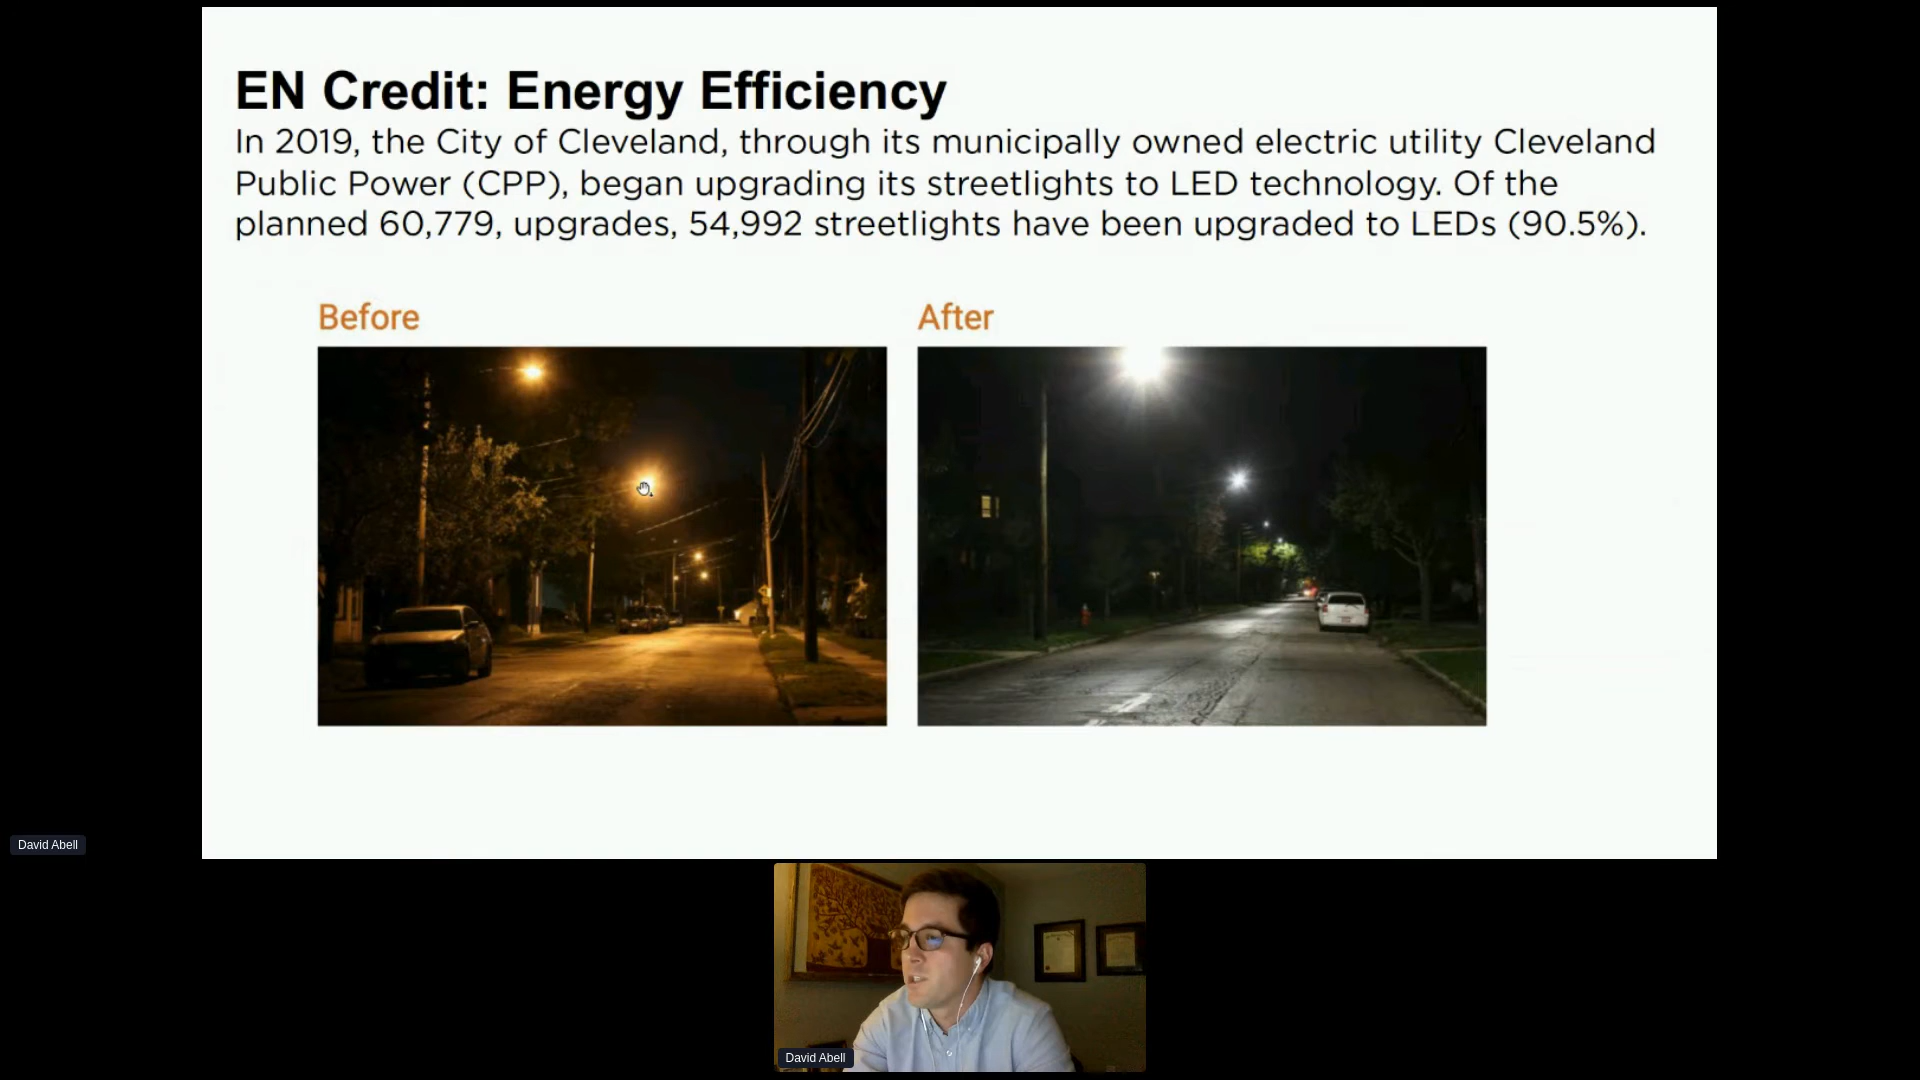 EN Credit: Energy Efficiency
In 2019, the City of Cleveland, through its municipally owned electric utility Cleveland
Public Power (CPP), began upgrading its streetlights to LED technology. Of the
planned 60,779, upgrades, 54,992 streetlights have been upgraded to LEDs (90.5%).
Before
After
David Abell
David Abell